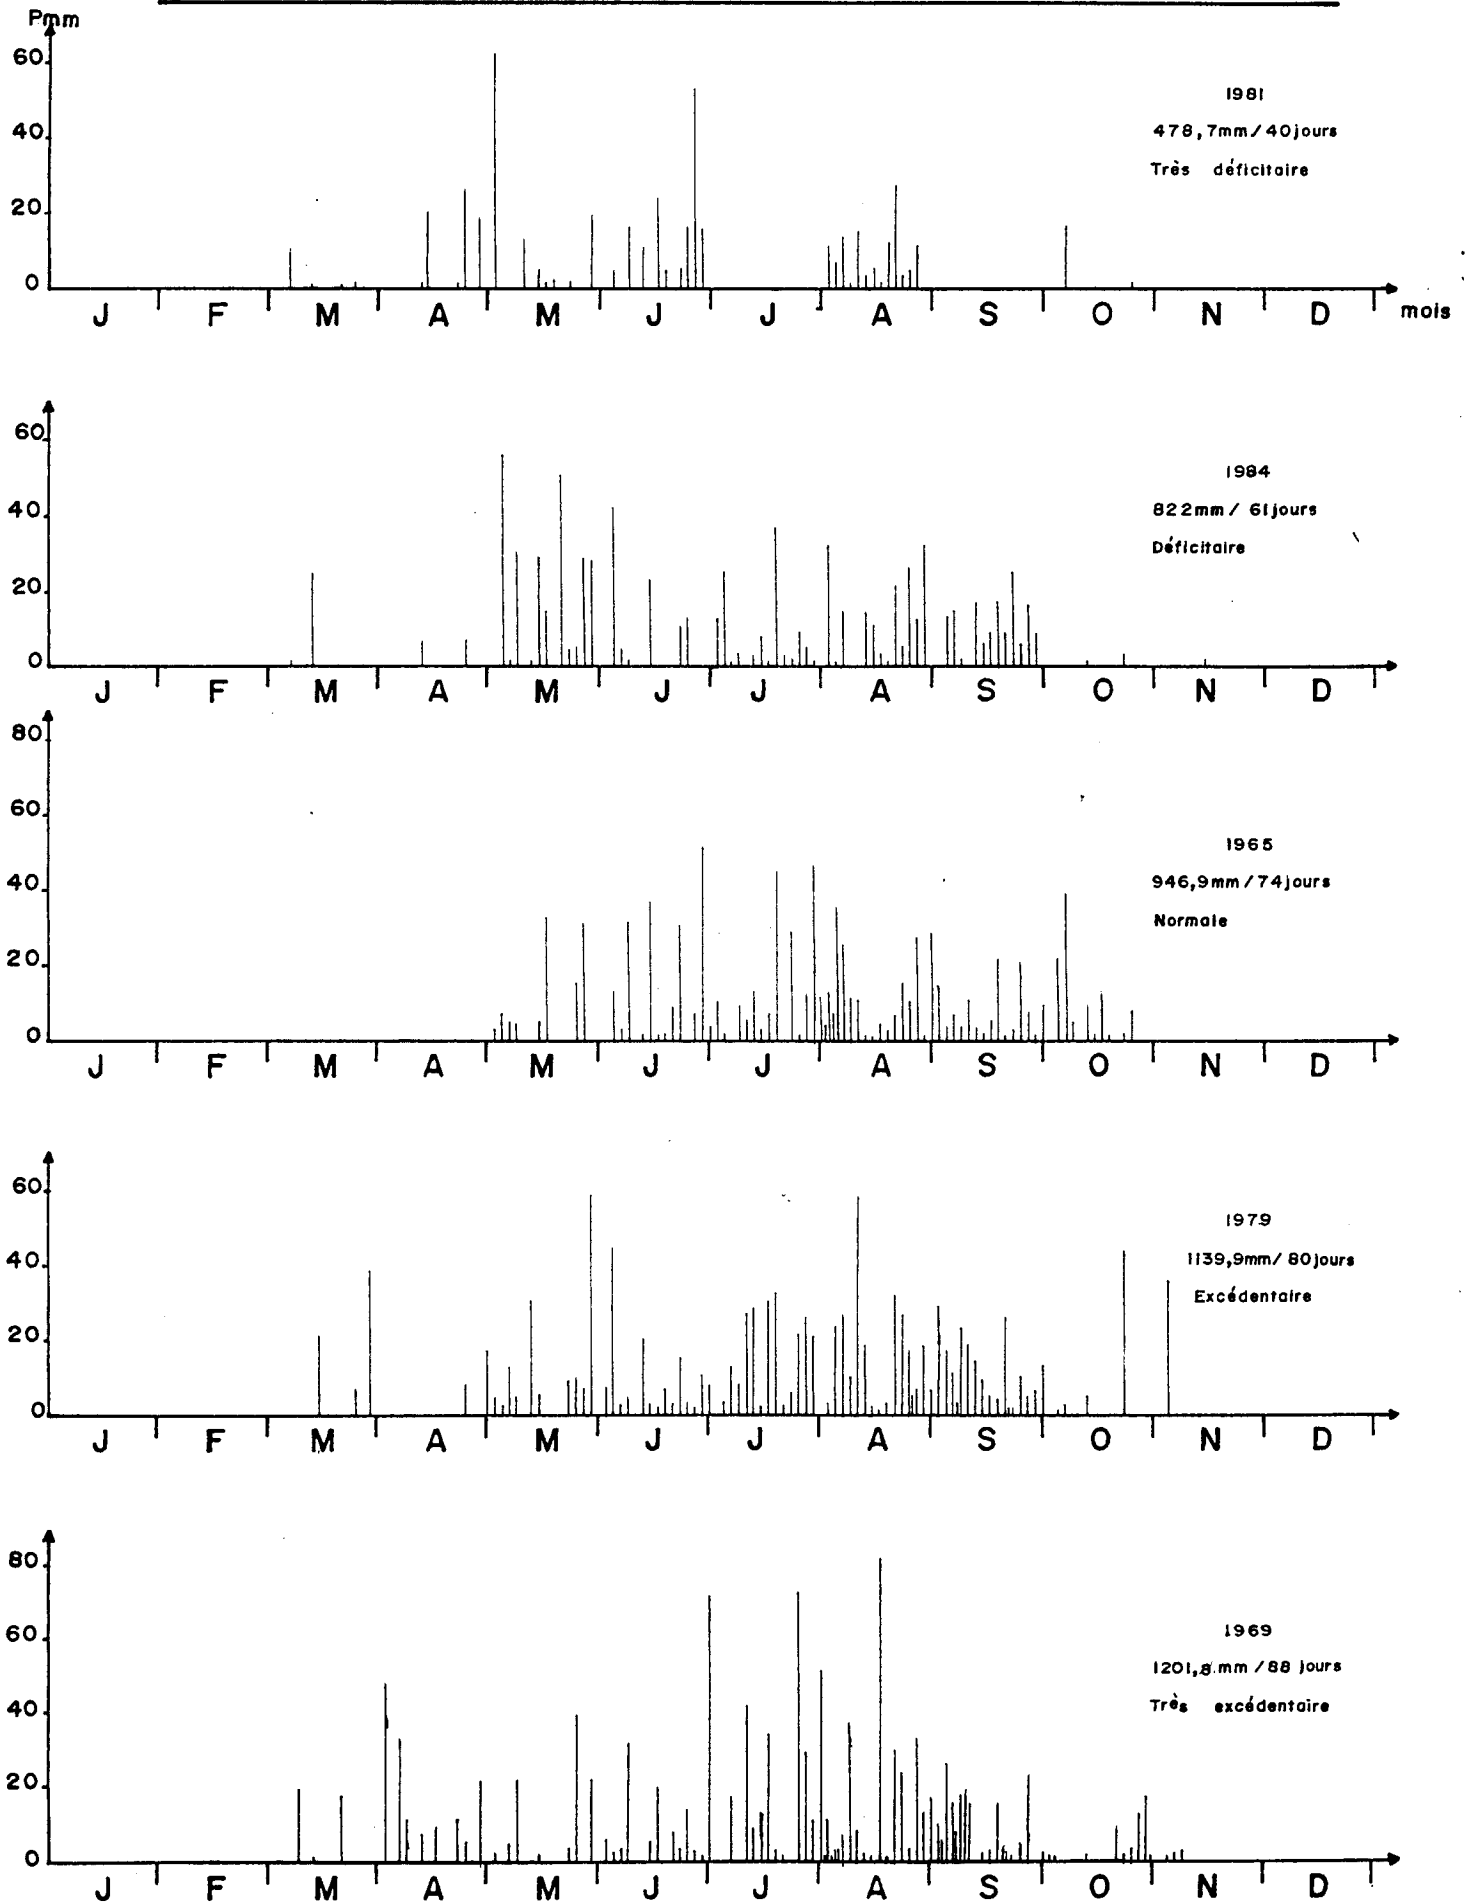 Pmm
60
40
20
0
1981
478,7mm/40jours
Très déficitaire
J F M A M J J A S O N D mois
60
40
20
0
1984
822mm/ 61jours
Déficitaire
J F M A M J J A S O N D
80
60
40
20
0
1965
946,9mm/74jours
Normale
J F M A M J J A S O N D
60
40
20
0
1979
1139,9mm/ 80jours
Excédentaire
J F M A M J J A S O N D
80
60
40
20
0
1969
1201,8.mm /88 jours
Très excédentaire
J F M A M J J A S O N D